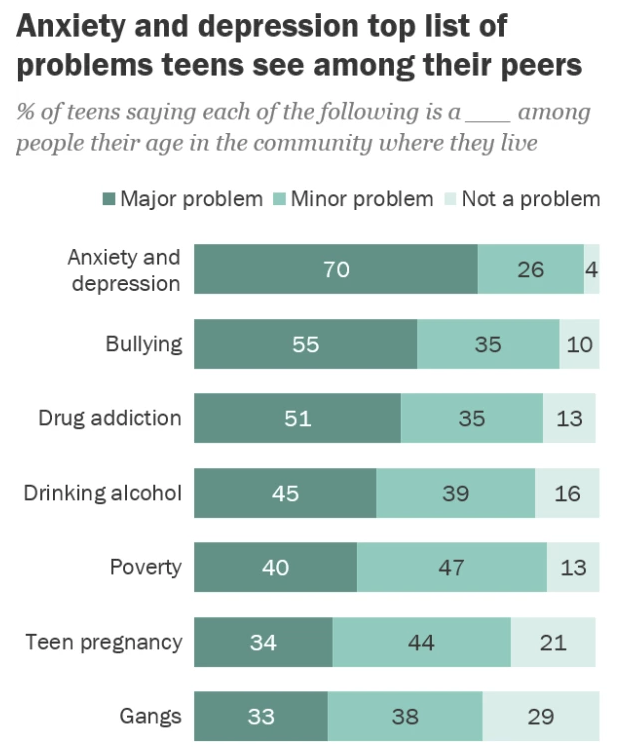 Anxiety and depression top list of
problems teens see among their peers
% of teens saying each of the following is a ___ among
people their age in the community where they live
Major problem Minor problem Not a problem
Anxiety and
depression
70 26 4
Bullying 55 35 10
Drug addiction 51 35 13
Drinking alcohol 45 39 16
Poverty 40 47 13
Teen pregnancy 34 44 21
Gangs 33 38 29